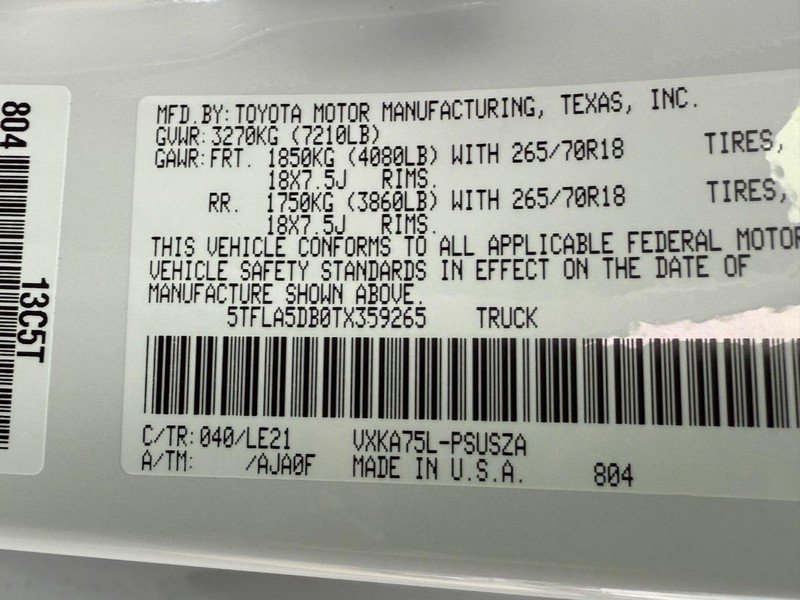 804
13C5T
MFD.BY: TOYOTA MOTOR MANUFACTURING, TEXAS, INC.
GVWR: 3270KG (7210LB)
GAWR: FRT. 1850KG (4080LB) WITH 265/70R18 TIRES,
18X7.5J RIMS.
RR. 1750KG (3860LB) WITH 265/70R18 TIRES,
18X7.5J RIMS.
THIS VEHICLE CONFORMS TO ALL APPLICABLE FEDERAL MOTOR
VEHICLE SAFETY STANDARDS IN EFFECT ON THE DATE OF
MANUFACTURE SHOWN ABOVE.
5TFLA5DB0TX359265 TRUCK
C/TR: 040/LE21 VXKA75L-PSUSZA
A/TM: /AJA0F MADE IN U.S.A. 804